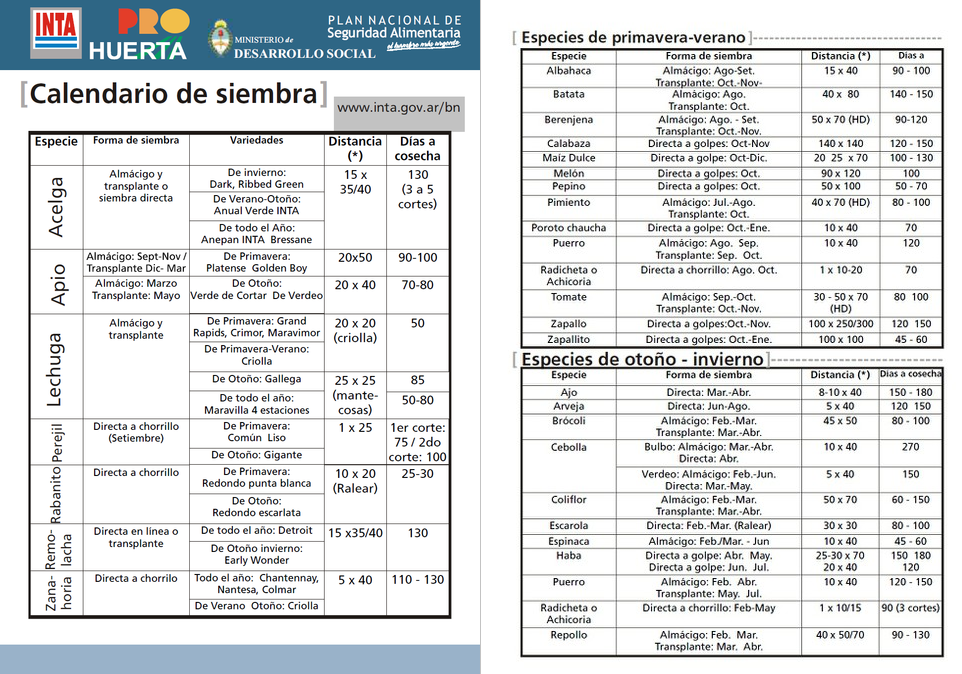 INTA
PRO
HUERTA
MINISTERIO de
DESARROLLO SOCIAL
PLAN NACIONAL DE
Seguridad Alimentaria
el hambre más urgente
[Calendario de siembra]
www.inta.gov.ar/bn
Especie Forma de siembra Variedades Distancia (*) Días a cosecha
Acelga
Almácigo y
transplante o
siembra directa
De invierno:
Dark, Ribbed Green
De Verano-Otoño:
Anual Verde INTA
De todo el Año:
Anepan INTA Bressane
15 x
35/40
130
(3 a 5
cortes)
Apio
Almácigo: Sept-Nov /
Transplante Dic- Mar
De Primavera:
Platense Golden Boy
20x50
90-100
Almácigo: Marzo
Transplante: Mayo
De Otoño:
Verde de Cortar De Verdeo
20 x 40
70-80
Lechuga
Almácigo y
transplante
De Primavera: Grand
Rapids, Crimor, Maravimor
De Primavera-Verano:
Criolla
20 x 20
(criolla)
50
De Otoño: Gallega
De todo el año:
Maravilla 4 estaciones
25 x 25
(mante-
cosas)
85
50-80
Perejil
Directa a chorrillo
(Setiembre)
De Primavera:
Común Liso
De Otoño: Gigante
1 x 25
1er corte:
75 / 2do
corte: 100
Rabanito
Directa a chorrillo
De Primavera:
Redondo punta blanca
De Otoño:
Redondo escarlata
10 x 20
(Ralear)
25-30
Remo-
lacha
Directa en línea o
transplante
De todo el año: Detroit
De Otoño invierno:
Early Wonder
15 x35/40
130
Zana-
horia
Directa a chorrilo
Todo el año: Chantennay,
Nantesa, Colmar
De Verano Otoño: Criolla
5 x 40
110 - 130
[Especies de primavera-verano]
Especie Forma de siembra Distancia (*) Días a
Albahaca Almácigo: Ago-Set. 15 x 40 90 - 100
Transplante: Oct.-Nov-
Batata Almácigo: Ago. 40 x 80 140 - 150
Transplante: Oct.
Berenjena Almácigo: Ago. - Set. 50 x 70 (HD) 90-120
Transplante: Oct.-Nov.
Calabaza Directa a golpes: Oct-Nov 140 x 140 120 - 150
Maíz Dulce Directa a golpes: Oct-Dic. 20 25 x 70 100 - 130
Melón Directa a golpes: Oct. 90 x 120 100
Pepino Directa a golpes: Oct. 50 x 100 50 - 70
Pimiento Almácigo: Jul.-Ago. 40 x 70 (HD) 80 - 100
Transplante: Oct.
Poroto chaucha Directa a golpe: Oct.-Ene. 10 x 40 70
Puerro Almácigo: Ago. Sep. 10 x 40 120
Transplante: Sep. Oct.
Radicheta o Directa a chorrillo: Ago. Oct. 1 x 10-20 70
Achicoria
Tomate Almácigo: Sep.-Oct. 30 - 50 x 70 80 100
Transplante: Oct.-Nov. (HD)
Zapallo Directa a golpes:Oct.-Nov. 100 x 250/300 120 150
Zapallito Directa a golpes: Oct.-Ene. 100 x 100 45 - 60
[Especies de otoño - invierno]
Especie Forma de siembra Distancia (*) Días a cosecha
Ajo Directa: Mar.-Abr. 8-10 x 40 150 - 180
Arveja Directa: Jun-Ago. 5 x 40 120 150
Brócoli Almácigo: Feb.-Mar. 45 x 50 80 - 100
Transplante: Mar.-Abr.
Cebolla Bulbo: Almácigo: Mar.-Abr. 10 x 40 270
Directa: Abr.
Verdeo: Almácigo: Feb.-Jun. 5 x 40 150
Directa: Mar.-May.
Coliflor Almácigo: Feb.-Mar. 50 x 70 60 - 150
Transplante: Mar.-Abr.
Escarola Directa: Feb.-Mar. (Ralear) 30 x 30 80 - 100
Espinaca Almácigo: Feb./Mar. - Jun 10 x 40 45 - 60
Haba Directa a golpe: Abr. May. 25-30 x 70 150 180
Directa a golpe: Jun. Jul. 20 x 40 120
Puerro Almácigo: Feb. Abr. 10 x 40 120 - 150
Transplante: May. Jul.
Radicheta o Directa a chorrillo: Feb-May 1 x 10/15 90 (3 cortes)
Achicoria
Repollo Almácigo: Feb. Mar. 40 x 50/70 90 - 130
Transplante: Mar. Abr.